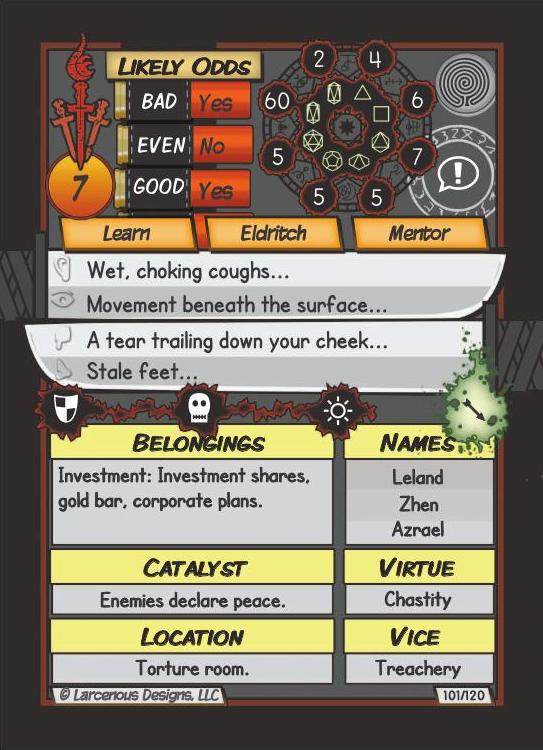 LIKELY ODDS
BAD Yes
EVEN No
GOOD Yes
7
2
4
60
6
5
7
5
5
!
Learn Eldritch Mentor
Wet, choking coughs...
Movement beneath the surface...
A tear trailing down your cheek...
Stale feet...
BELONGINGS
Investment: Investment shares,
gold bar, corporate plans.
NAMES
Leland
Zhen
Azrael
CATALYST
Enemies declare peace.
VIRTUE
Chastity
LOCATION
Torture room.
VICE
Treachery
© Larcenous Designs, LLC
101/120